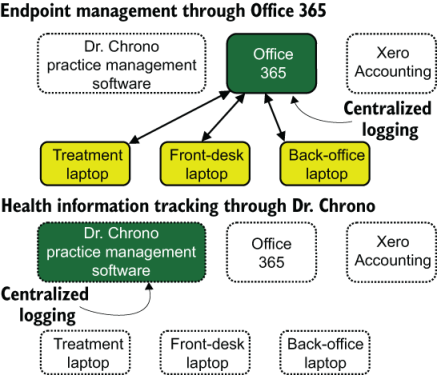 Endpoint management through Office 365
Dr. Chrono
practice management
software
Office
365
Xero
Accounting
Centralized
logging
Treatment
laptop
Front-desk
laptop
Back-office
laptop
Health information tracking through Dr. Chrono
Dr. Chrono
practice management
software
Office
365
Xero
Accounting
Centralized
logging
Treatment
laptop
Front-desk
laptop
Back-office
laptop